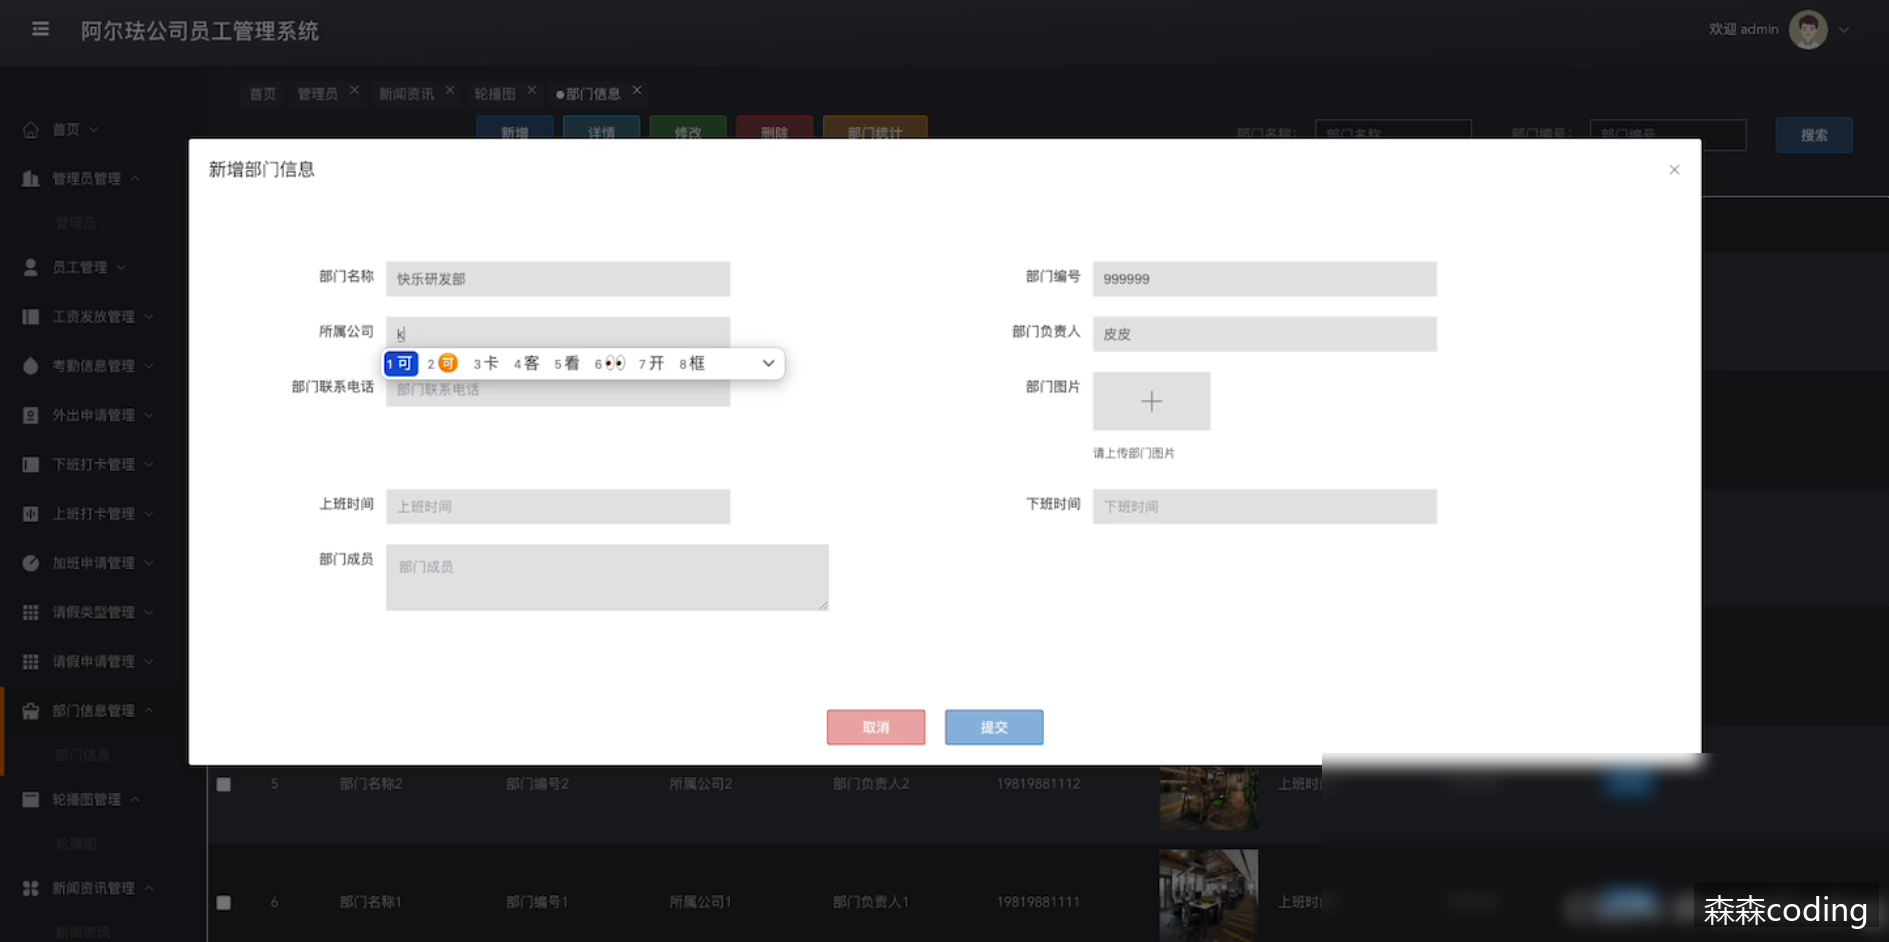 阿尔珐公司员工管理系统
欢迎 admin
首页
管理员
新闻资讯
轮播图
部门信息
新增
详情
修改
删除
部门统计
部门名称：
部门名称
部门编号：
部门编号
搜索
首页
管理员管理
管理员
员工管理
工资发放管理
考勤信息管理
外出申请管理
下班打卡管理
上班打卡管理
加班申请管理
请假类型管理
请假申请管理
部门信息管理
部门信息
轮播图管理
轮播图
新闻资讯管理
新闻资讯
新增部门信息
部门名称 快乐研发部
部门编号 999999
所属公司 k
部门负责人 皮皮
1 可 2 可 3 卡 4 客 5 看 6 👀 7 开 8 框
部门联系电话 部门联系电话
部门图片
请上传部门图片
上班时间 上班时间
下班时间 下班时间
部门成员 部门成员
取消
提交
5 部门名称2 部门编号2 所属公司2 部门负责人2 19819881112 上班时
6 部门名称1 部门编号1 所属公司1 部门负责人1 19819881111 上班时
森森coding